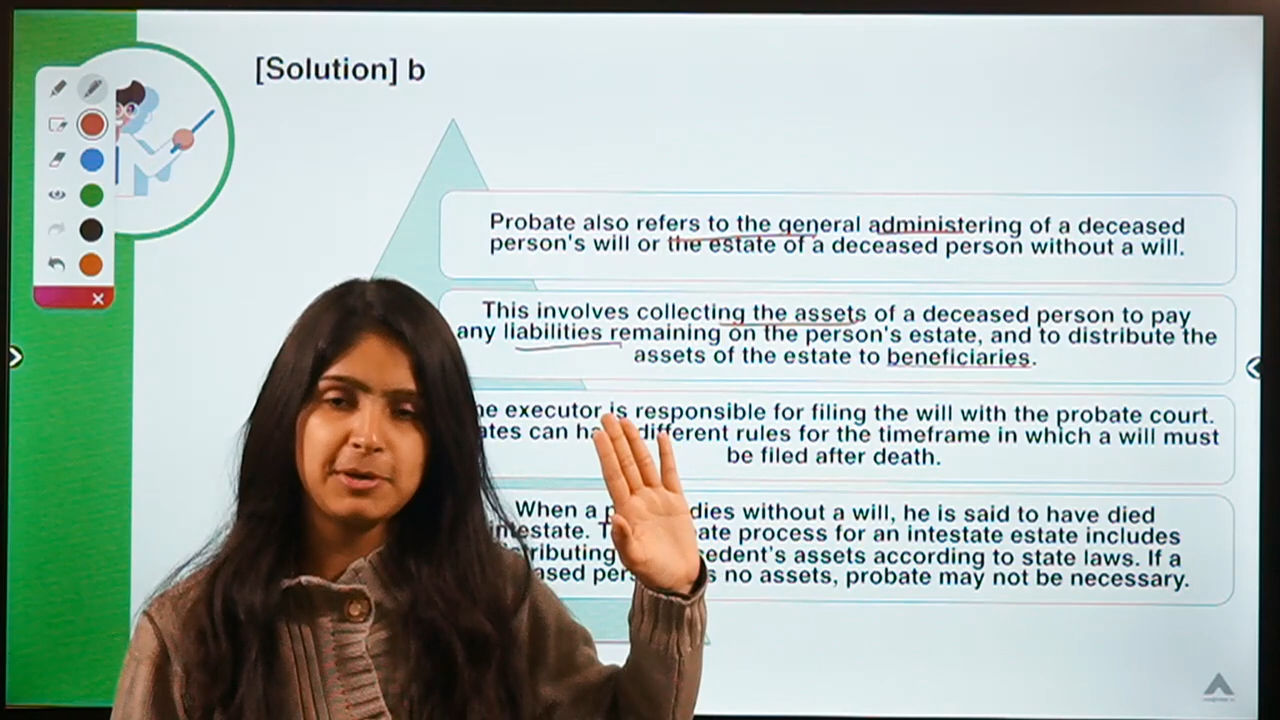 [Solution] b
Probate also refers to the general administering of a deceased
person's will or the estate of a deceased person without a will.
This involves collecting the assets of a deceased person to pay
any liabilities remaining on the person's estate, and to distribute the
assets of the estate to beneficiaries.
executor is responsible for filing the will with the probate court.
can different rules for the timeframe in which a will must
be filed after death.
When a dies without a will, he is said to have died
intestate. process for an intestate estate includes
assets according to state laws. If a
no assets, probate may not be necessary.